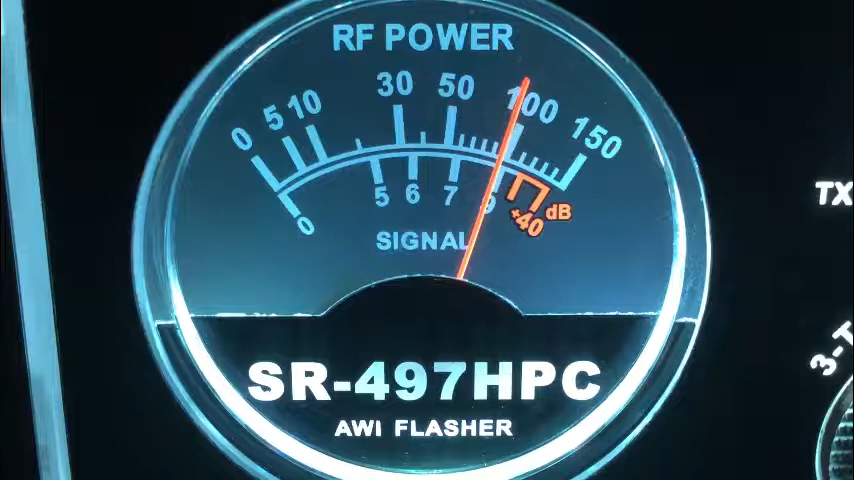 RF POWER
0 5 10 30 50 100 150
0 5 6 7 9 +40 dB
SIGNAL
SR-497HPC
AWI FLASHER
TX
3-T